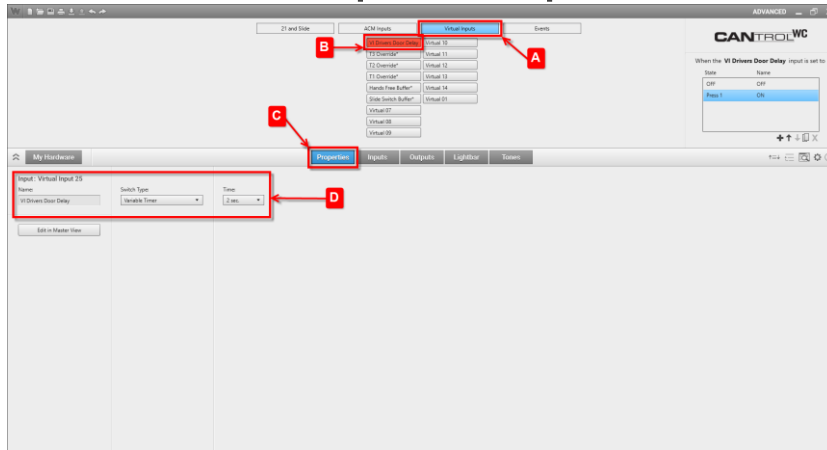 W
ADVANCED
21 and Slide
ACM Inputs
Virtual Inputs
Events
VI Drivers Door Delay
Virtual 10
T3 Override*
Virtual 11
T2 Override*
Virtual 12
T1 Override*
Virtual 13
Hands Free Buffer*
Virtual 14
Slide Switch Buffer*
Virtual 01
Virtual 07
Virtual 08
Virtual 09
A
B
C
D
CANTROL WC
When the VI Drivers Door Delay input is set to
State Name
OFF OFF
Press 1 ON
My Hardware
Properties
Inputs
Outputs
Lightbar
Tones
Input: Virtual Input 25
Name:
Switch Type:
Time:
VI Drivers Door Delay
Variable Timer
2 sec.
Edit in Master View